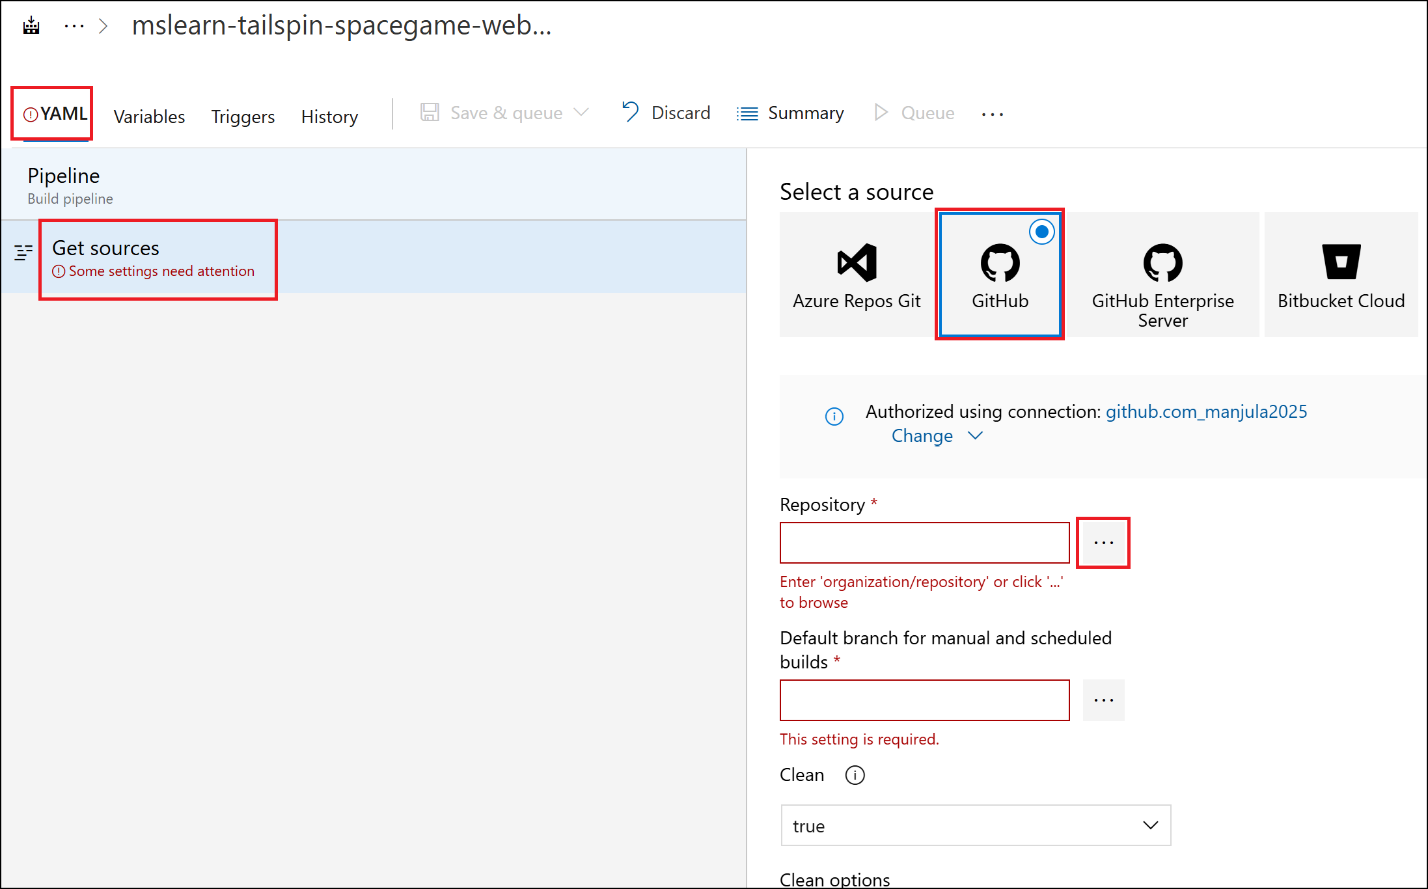 ... > mslearn-tailspin-spacegame-web...
YAML Variables Triggers History Save & queue Discard Summary Queue ...
Pipeline
Build pipeline
Get sources
Some settings need attention
Select a source
Azure Repos Git
GitHub
GitHub Enterprise
Server
Bitbucket Cloud
Authorized using connection: github.com_manjula2025
Change
Repository *
...
Enter 'organization/repository' or click '...'
to browse
Default branch for manual and scheduled
builds *
...
This setting is required.
Clean
true
Clean options